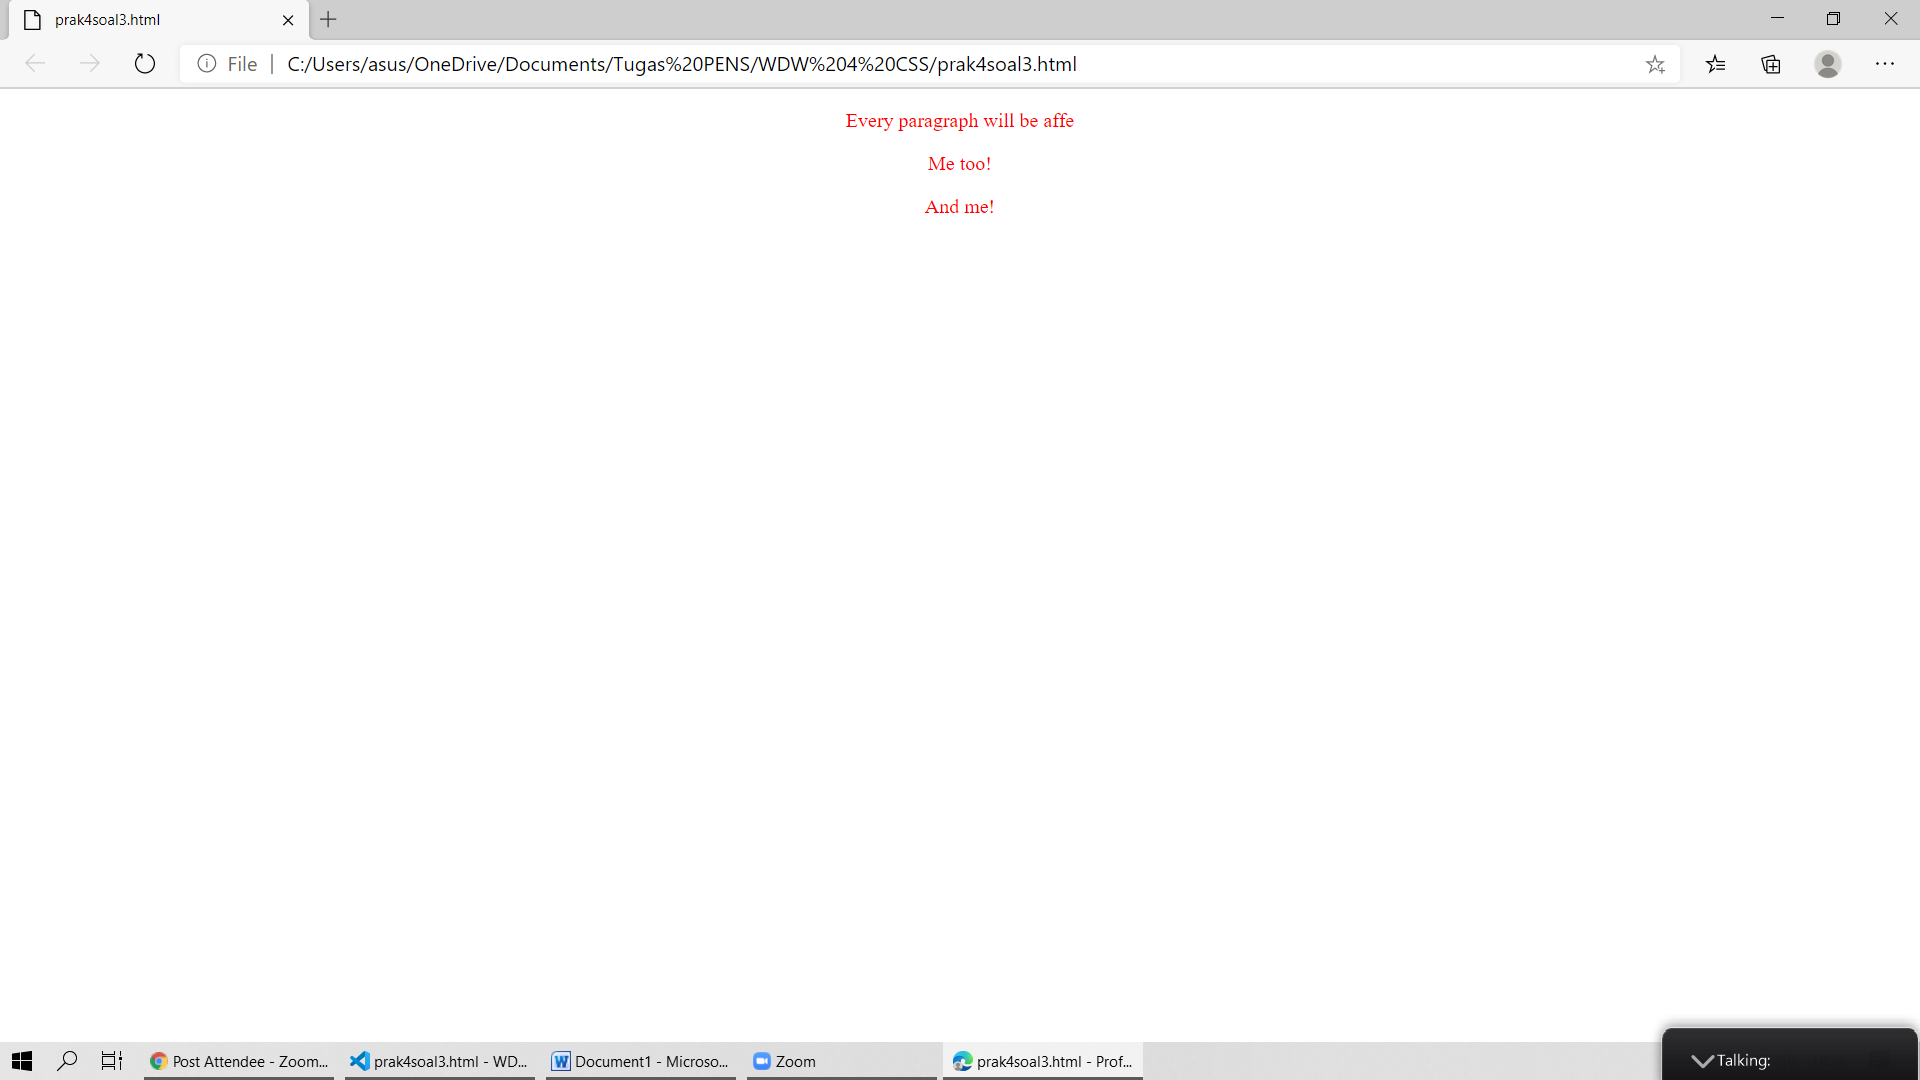 prak4soal3.html
File
C:/Users/asus/OneDrive/Documents/Tugas%20PENS/WDW%204%20CSS/prak4soal3.html
Every paragraph will be affe
Me too!
And me!
Post Attendee - Zoom...
prak4soal3.html - WD...
Document1 - Microso...
Zoom
prak4soal3.html - Prof...
Talking: